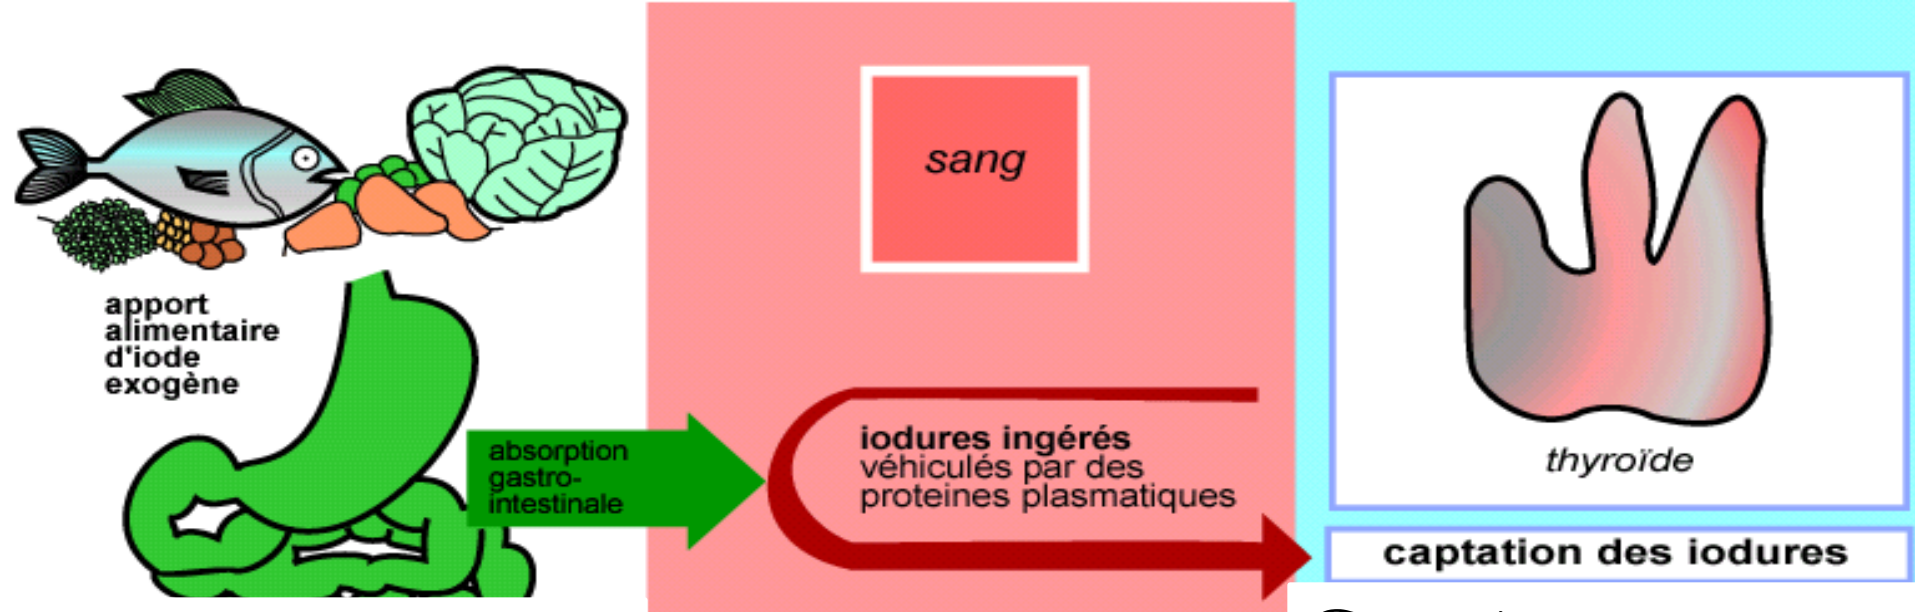 sang
apport
alimentaire
d'iode
exogène
absorption
gastro-
intestinale
iodures ingérés
véhiculés par des
proteines plasmatiques
thyroïde
captation des iodures